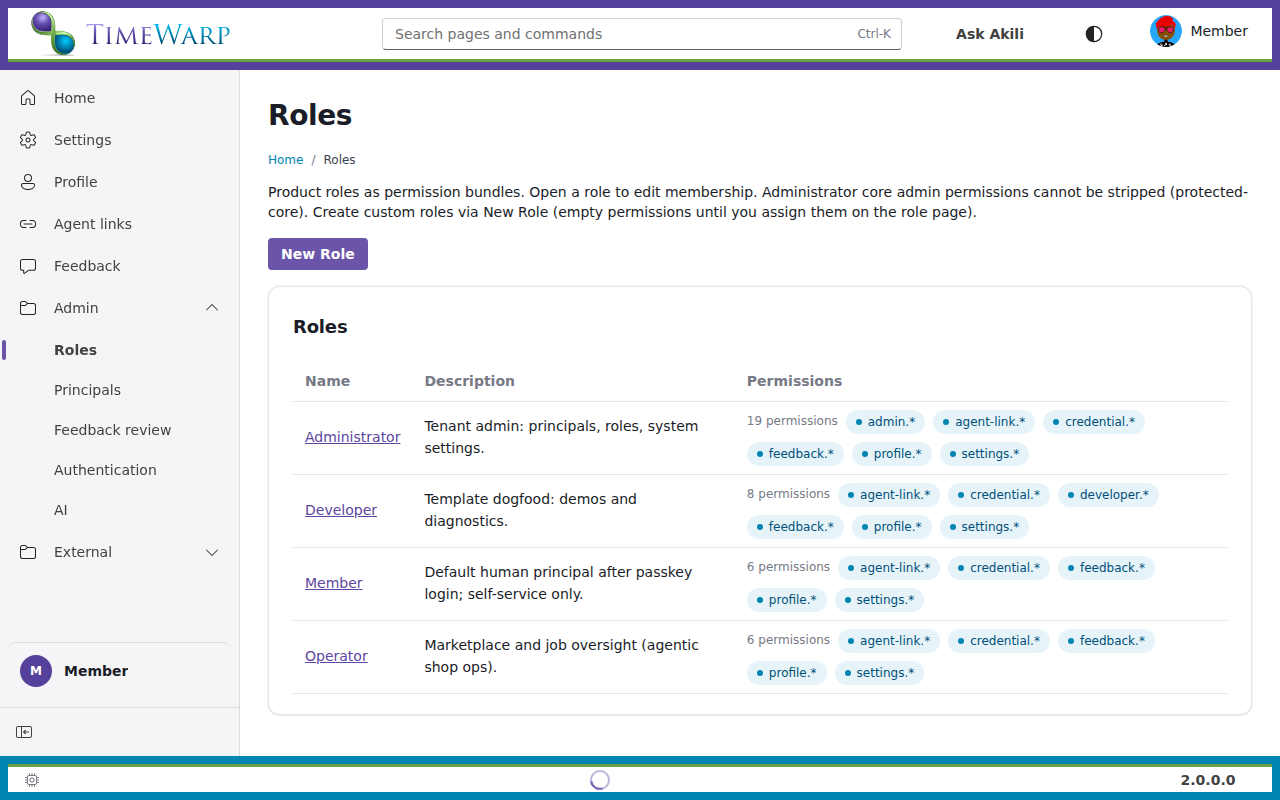 TIMEWARP
Search pages and commands
Ctrl-K
Ask Akili
Member
Home
Settings
Profile
Agent links
Feedback
Admin
Roles
Principals
Feedback review
Authentication
AI
External
M
Member
Roles
Home / Roles
Product roles as permission bundles. Open a role to edit membership. Administrator core admin permissions cannot be stripped (protected-
core). Create custom roles via New Role (empty permissions until you assign them on the role page).
New Role
Roles
Name Description Permissions
Administrator
Tenant admin: principals, roles, system
settings.
19 permissions admin.* agent-link.* credential.*
feedback.* profile.* settings.*
Developer
Template dogfood: demos and
diagnostics.
8 permissions agent-link.* credential.* developer.*
feedback.* profile.* settings.*
Member
Default human principal after passkey
login; self-service only.
6 permissions agent-link.* credential.* feedback.*
profile.* settings.*
Operator
Marketplace and job oversight (agentic
shop ops).
6 permissions agent-link.* credential.* feedback.*
profile.* settings.*
2.0.0.0